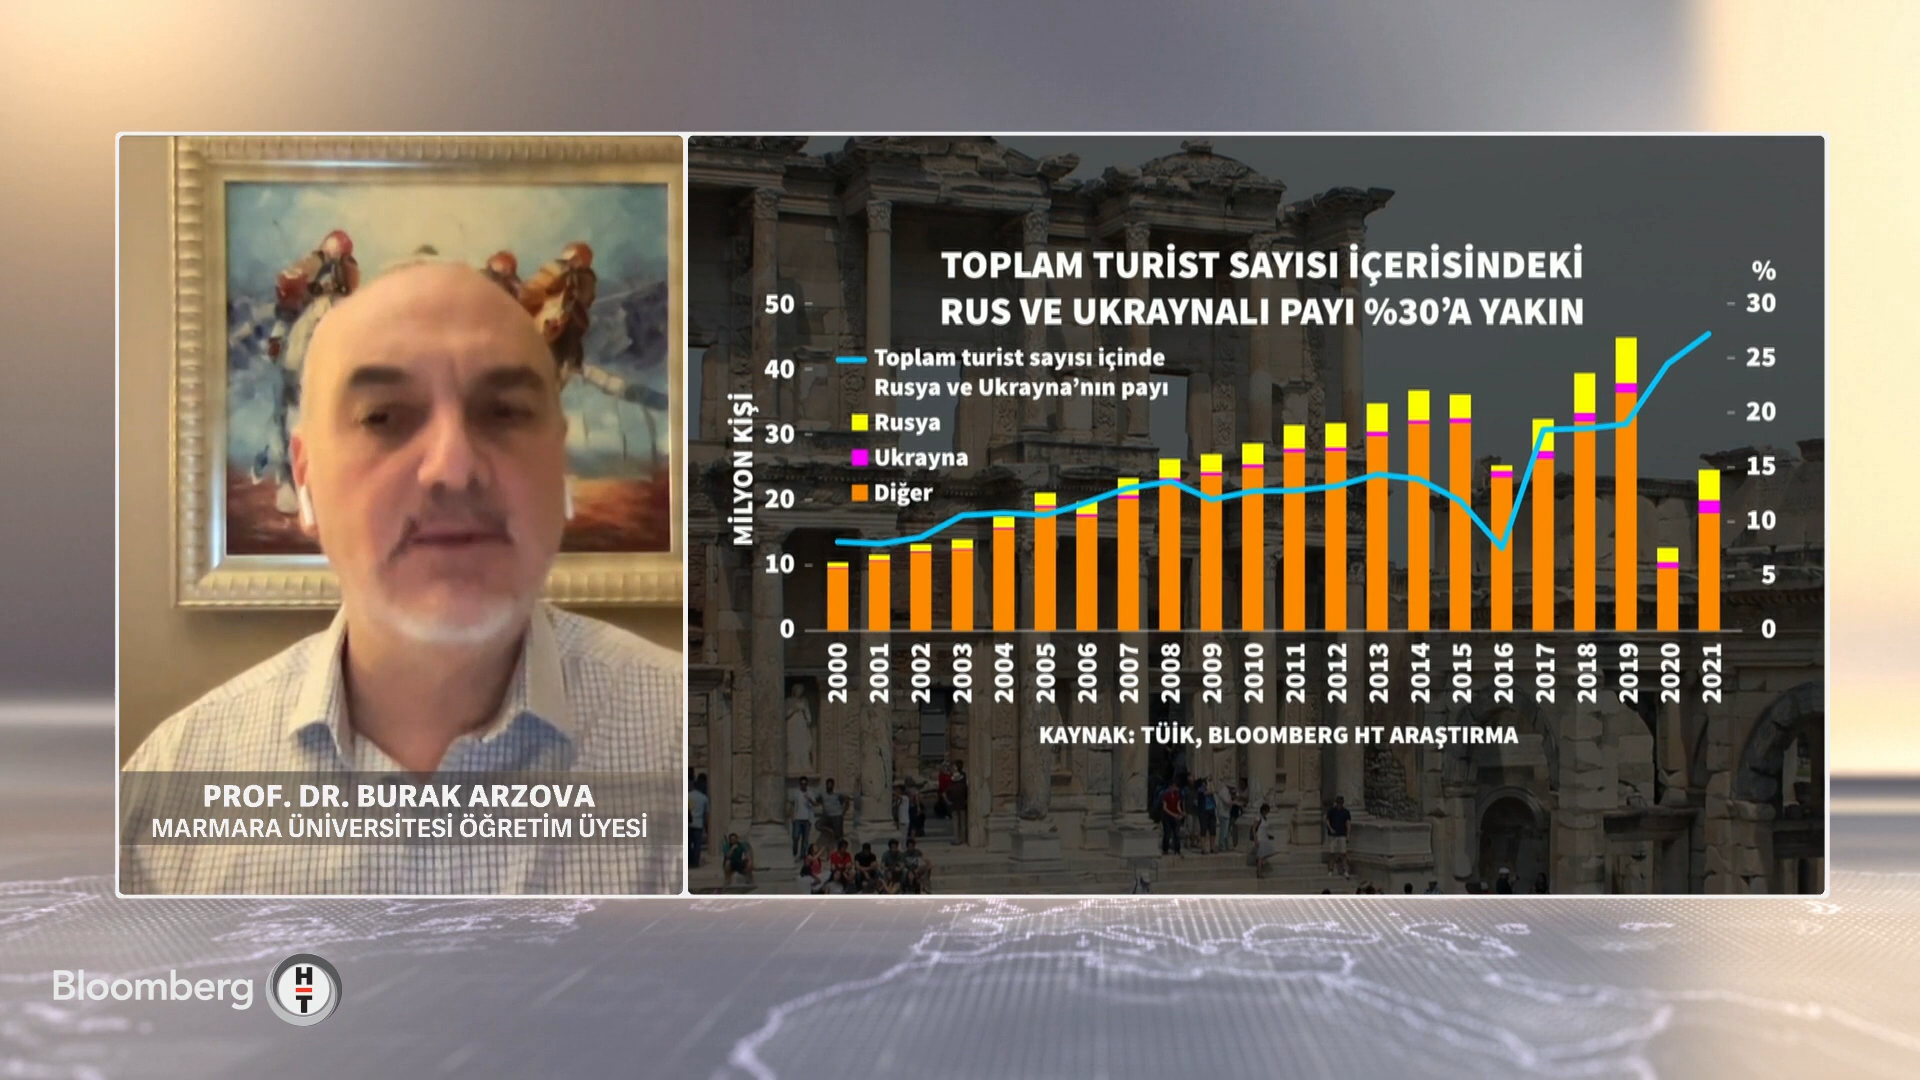 TOPLAM TURİST SAYISI İÇERİSİNDEKİ
RUS VE UKRAYNALI PAYI %30'A YAKIN
%
MİLYON KİŞİ
50
40
30
20
10
0
30
25
20
15
10
5
0
Toplam turist sayısı içinde
Rusya ve Ukrayna'nın payı
Rusya
Ukrayna
Diğer
2000 2001 2002 2003 2004 2005 2006 2007 2008 2009 2010 2011 2012 2013 2014 2015 2016 2017 2018 2019 2020 2021
KAYNAK: TÜİK, BLOOMBERG HT ARAŞTIRMA
PROF. DR. BURAK ARZOVA
MARMARA ÜNİVERSİTESİ ÖĞRETİM ÜYESİ
Bloomberg HT